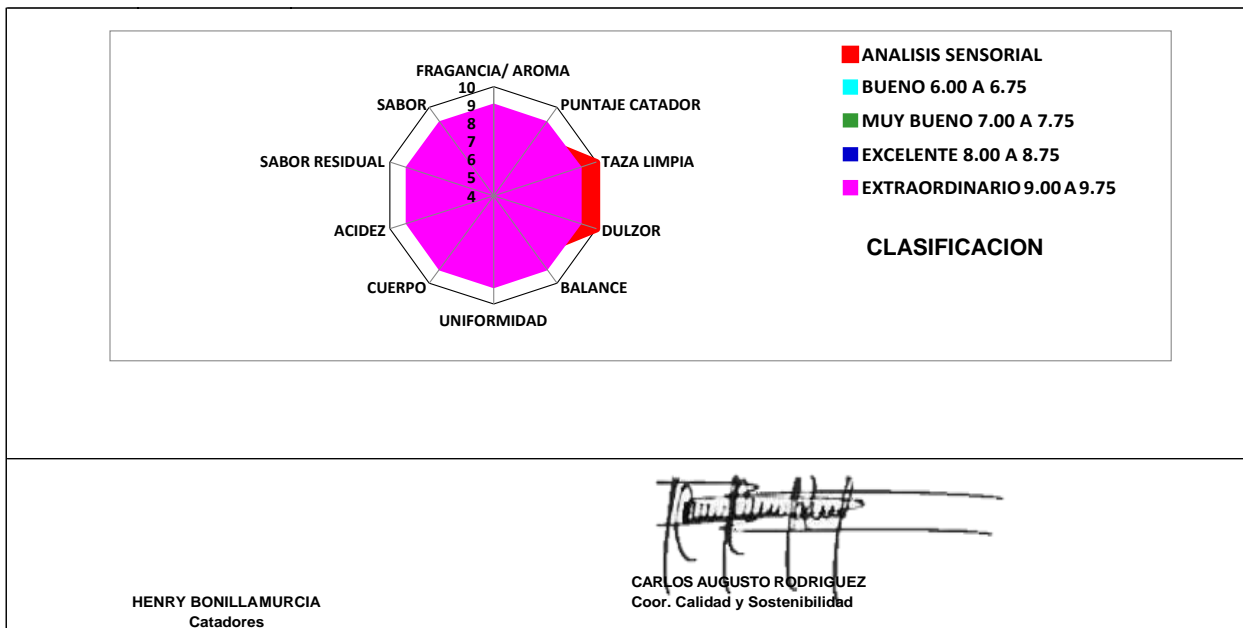 FRAGANCIA/ AROMA
PUNTAJE CATADOR
TAZA LIMPIA
DULZOR
BALANCE
UNIFORMIDAD
CUERPO
ACIDEZ
SABOR RESIDUAL
SABOR
10
9
8
7
6
5
4
ANALISIS SENSORIAL
BUENO 6.00 A 6.75
MUY BUENO 7.00 A 7.75
EXCELENTE 8.00 A 8.75
EXTRAORDINARIO 9.00 A 9.75
CLASIFICACION
HENRY BONILLAMURCIA
Catadores
CARLOS AUGUSTO RODRIGUEZ
Coor. Calidad y Sostenibilidad